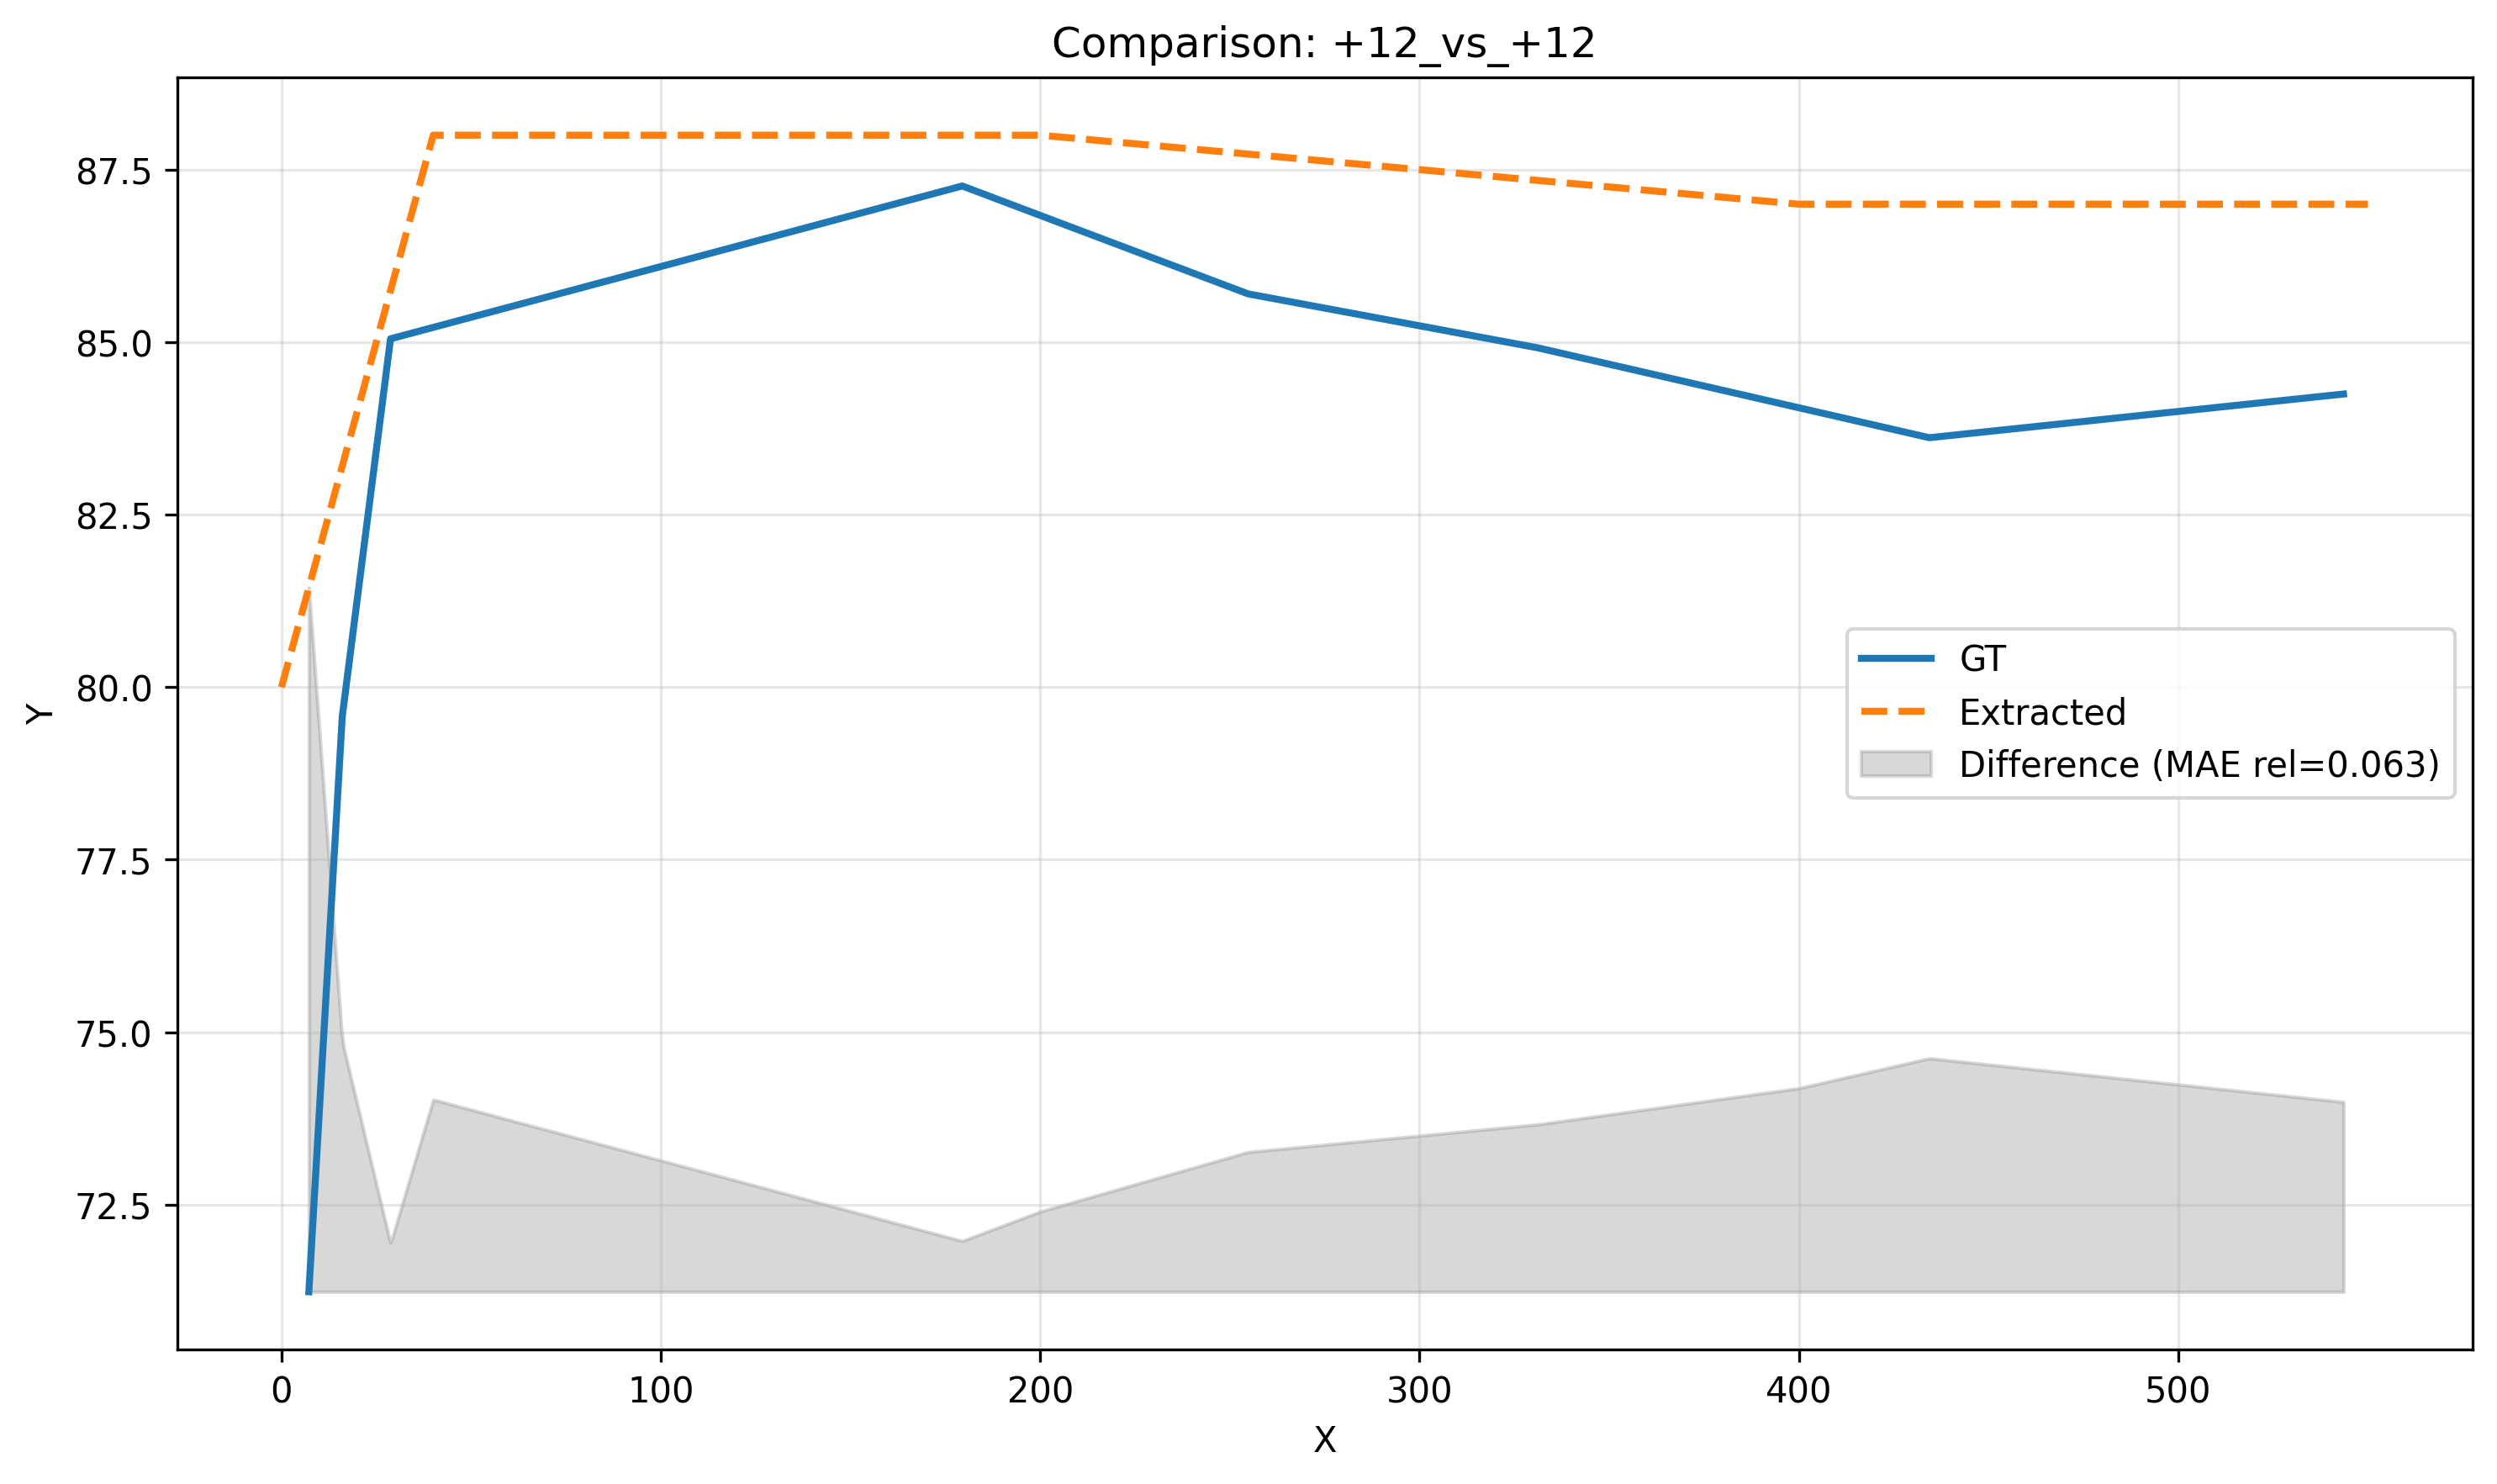 Comparison: +12_vs_+12
87.5
85.0
82.5
80.0
77.5
75.0
72.5
Y
GT
Extracted
Difference (MAE rel=0.063)
0 100 200 300 400 500
X